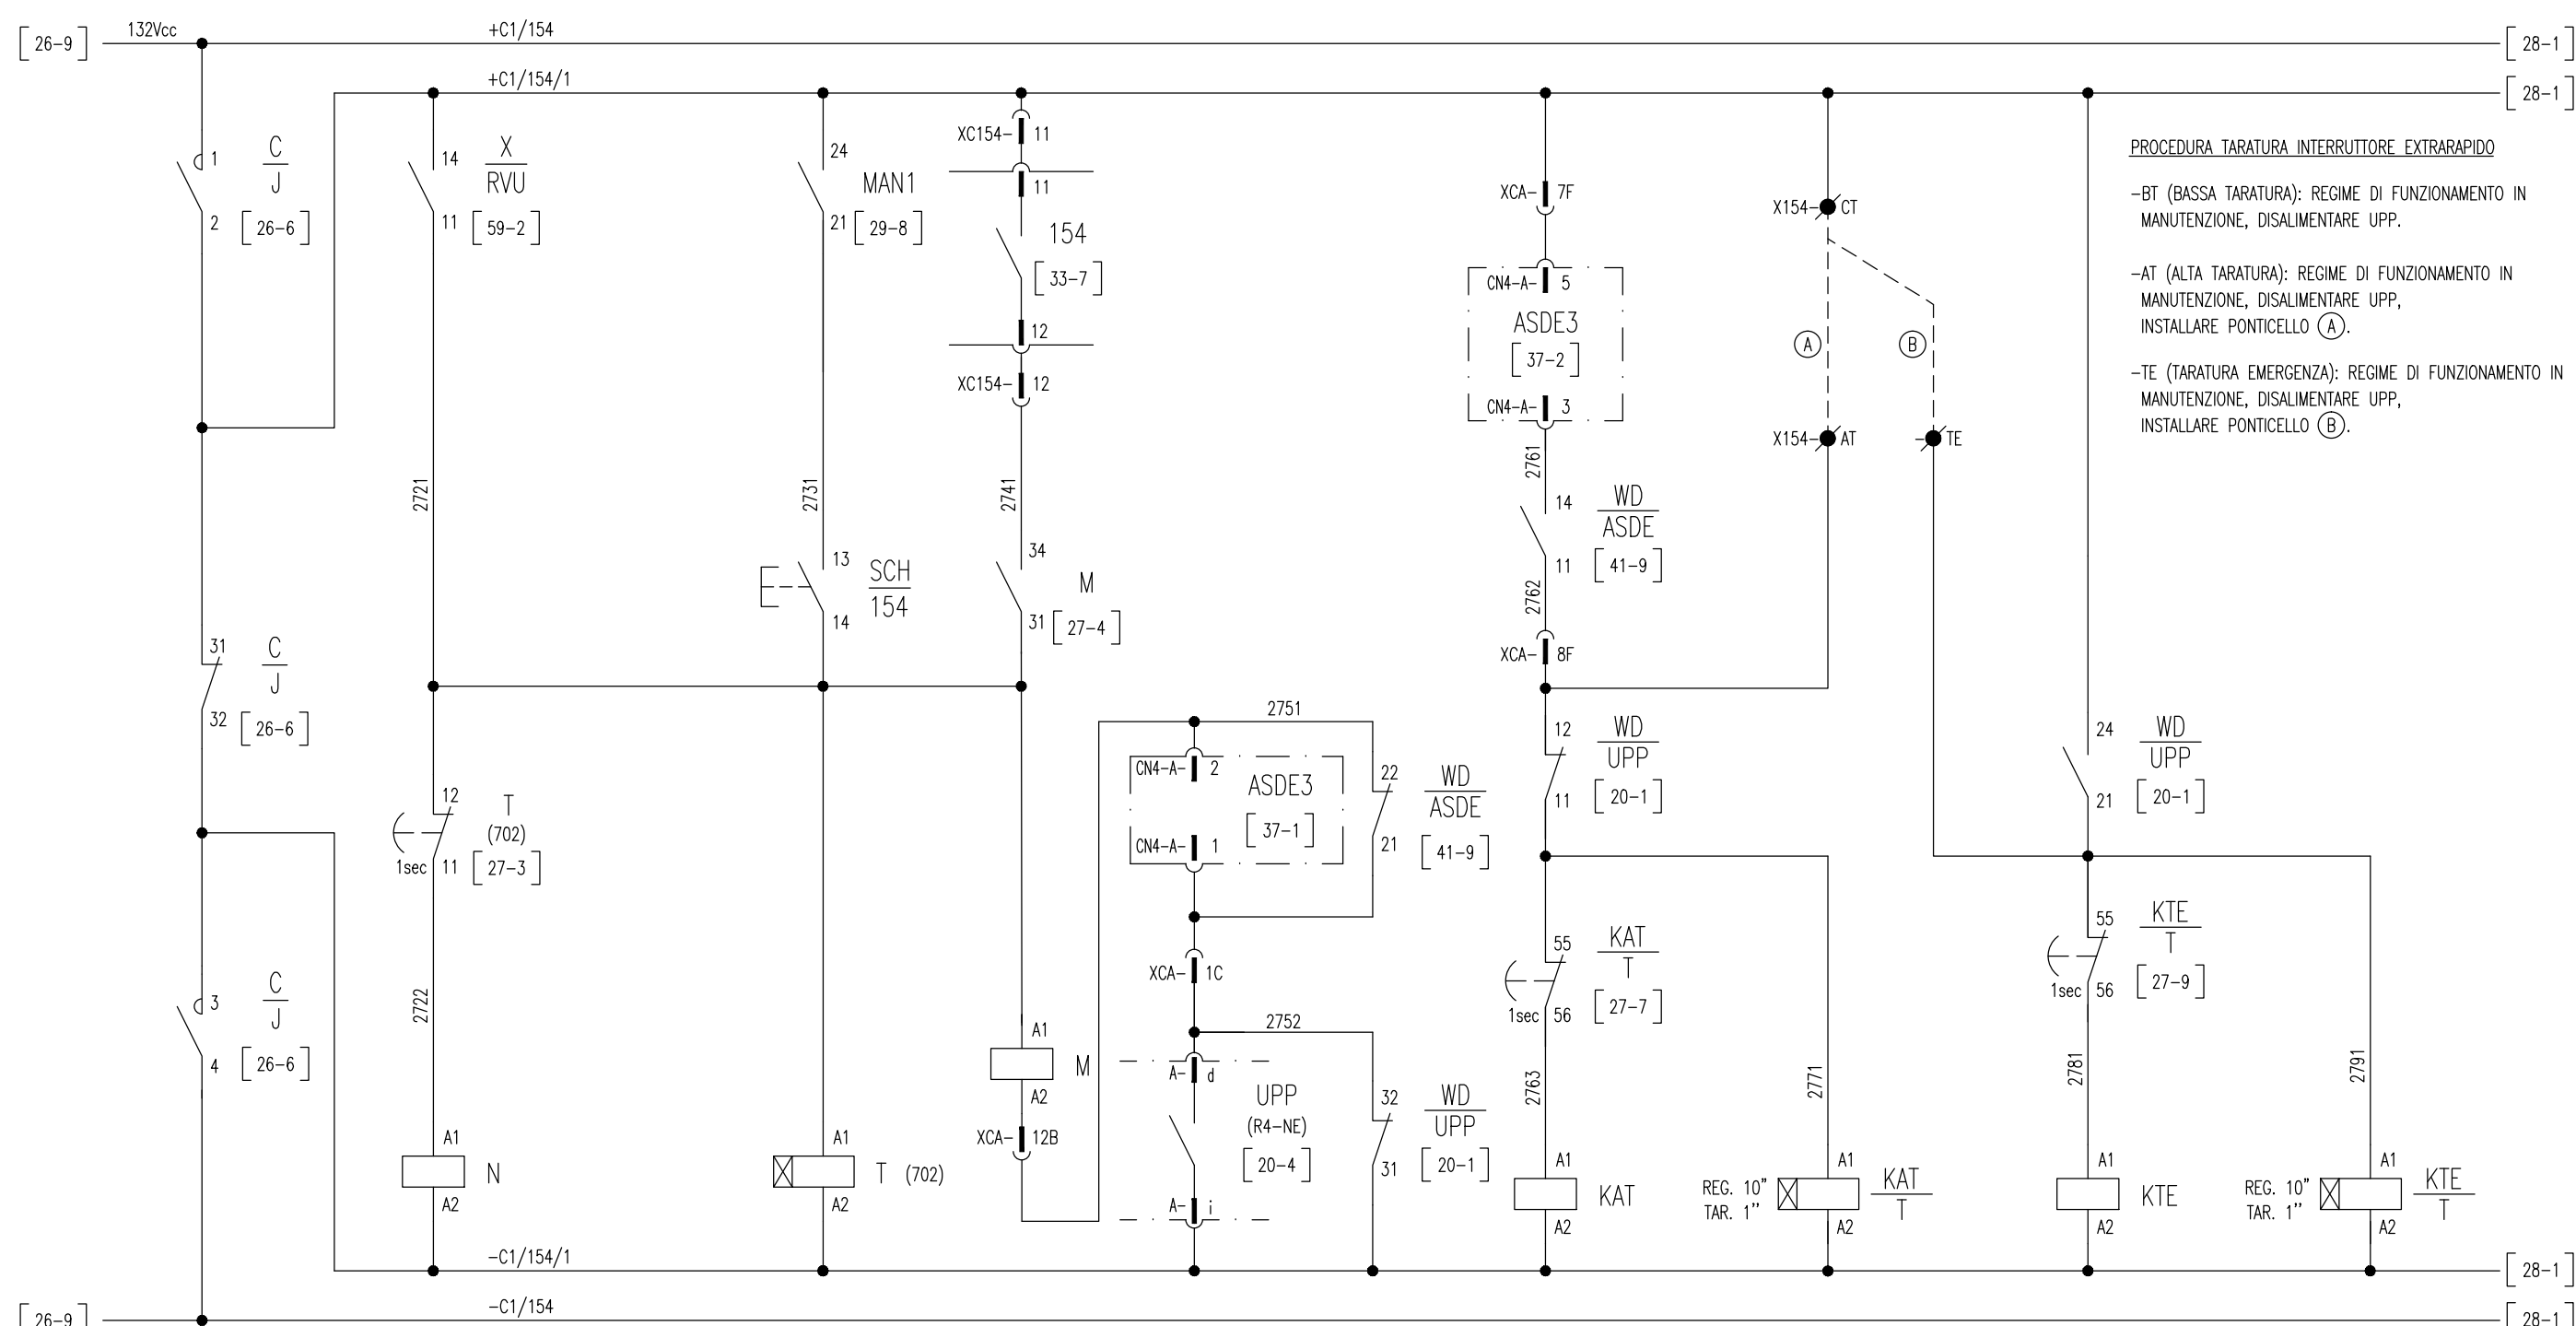 26-9
132Vcc
+C1/154
28-1
+C1/154/1
28-1
1
C
J
2
26-6
14
X
RVU
11
59-2
24
MAN1
21
29-8
XC154-
11
11
154
33-7
12
XC154-
12
XCA-
7F
CN4-A-
5
ASDE3
37-2
CN4-A-
3
X154-
CT
A
B
X154-
AT
-
TE
PROCEDURA TARATURA INTERRUTTORE EXTRARAPIDO
-BT (BASSA TARATURA): REGIME DI FUNZIONAMENTO IN
MANUTENZIONE, DISALIMENTARE UPP.
-AT (ALTA TARATURA): REGIME DI FUNZIONAMENTO IN
MANUTENZIONE, DISALIMENTARE UPP,
INSTALLARE PONTICELLO A.
-TE (TARATURA EMERGENZA): REGIME DI FUNZIONAMENTO IN
MANUTENZIONE, DISALIMENTARE UPP,
INSTALLARE PONTICELLO B.
2721
2731
2741
2761
14
WD
ASDE
11
41-9
2762
XCA-
8F
13
SCH
154
14
34
M
31
27-4
31
C
J
32
26-6
12
T
(702)
1sec
11
27-3
2751
CN4-A-
2
ASDE3
37-1
CN4-A-
1
22
WD
ASDE
21
41-9
12
WD
UPP
11
20-1
24
WD
UPP
21
20-1
XCA-
1C
2752
55
KAT
T
1sec
56
27-7
55
KTE
T
1sec
56
27-9
3
C
J
4
26-6
2722
A1
M
A2
XCA-
12B
A-
d
UPP
(R4-NE)
20-4
A-
i
32
WD
UPP
31
20-1
2763
2771
2781
2791
A1
N
A2
A1
T (702)
A2
A1
KAT
A2
REG. 10"
TAR. 1''
A1
KAT
T
A2
A1
KTE
A2
REG. 10"
TAR. 1''
A1
KTE
T
A2
-C1/154/1
28-1
26-9
-C1/154
28-1